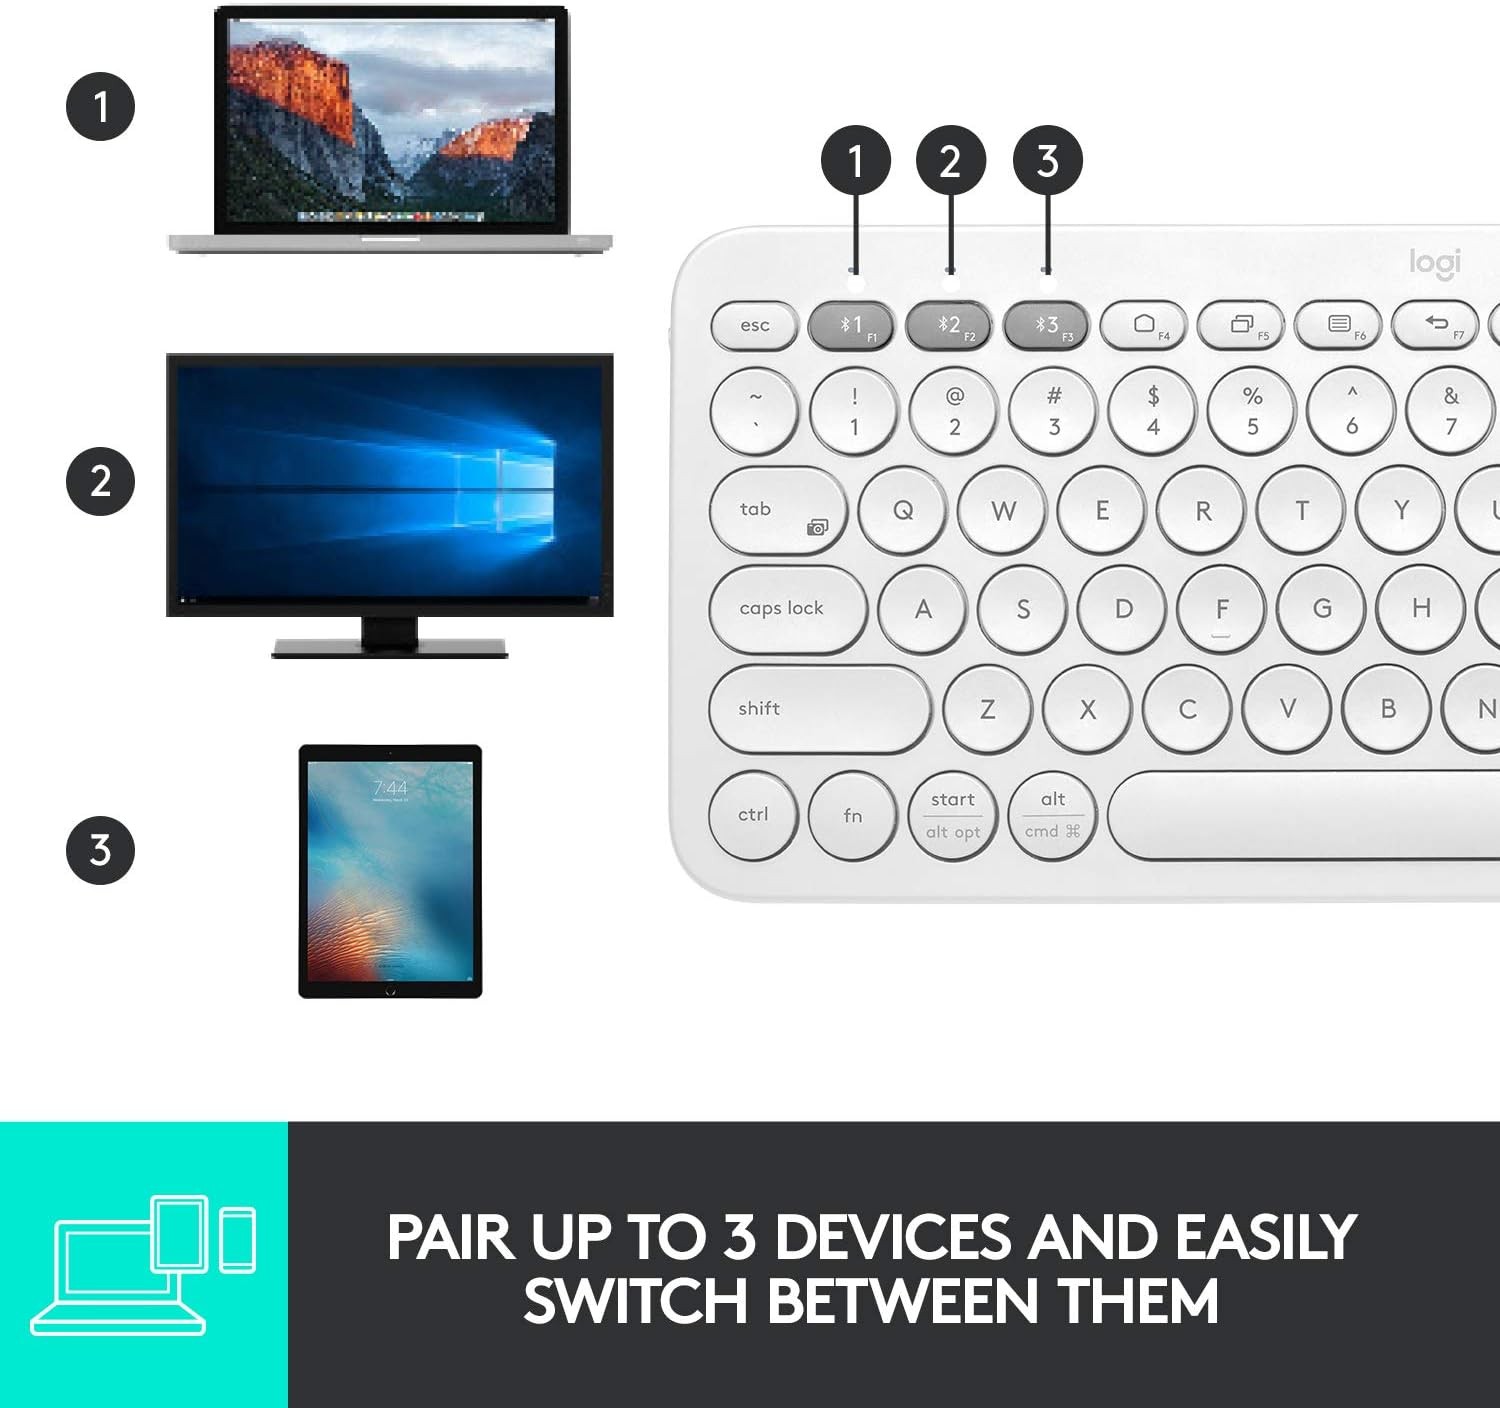 1
2
3
7:44
1 2 3
logi
esc 1 F1 2 F2 3 F3 F4 F5 F6 F7
~ ! @ # $ % ^ &
` 1 2 3 4 5 6 7
tab Q W E R T Y
caps lock A S D F G H
shift Z X C V B N
ctrl fn start alt
alt opt cmd ⌘
PAIR UP TO 3 DEVICES AND EASILY
SWITCH BETWEEN THEM